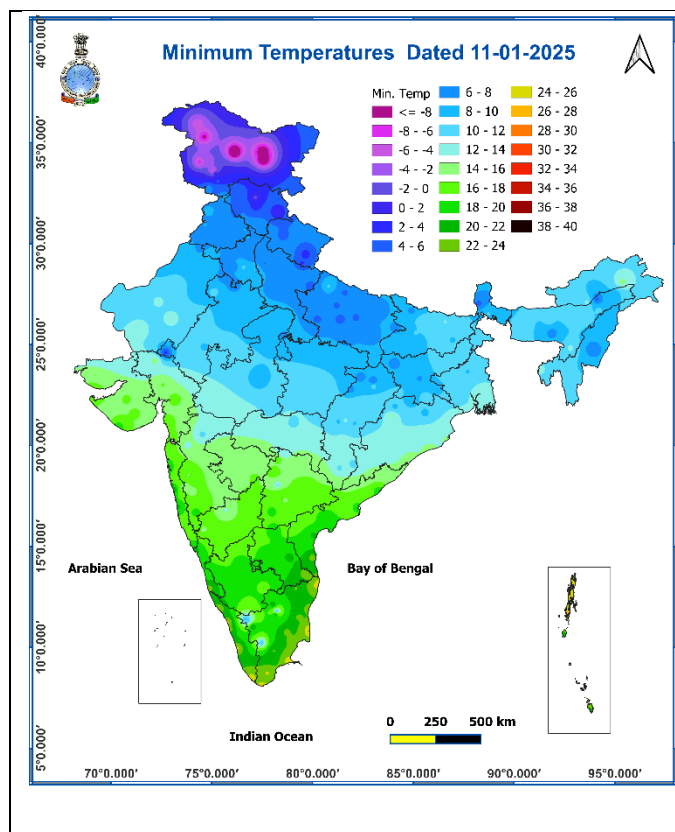 Minimum Temperatures Dated 11-01-2025
Min. Temp
<= -8
-8 - -6
-6 - -4
-4 - -2
-2 - 0
0 - 2
2 - 4
4 - 6
6 - 8
8 - 10
10 - 12
12 - 14
14 - 16
16 - 18
18 - 20
20 - 22
22 - 24
24 - 26
26 - 28
28 - 30
30 - 32
32 - 34
34 - 36
36 - 38
38 - 40
40°0.000'
35°0.000'
30°0.000'
25°0.000'
20°0.000'
15°0.000'
10°0.000'
5°0.000'
Arabian Sea
Bay of Bengal
Indian Ocean
0 250 500 km
70°0.000' 75°0.000' 80°0.000' 85°0.000' 90°0.000' 95°0.000'